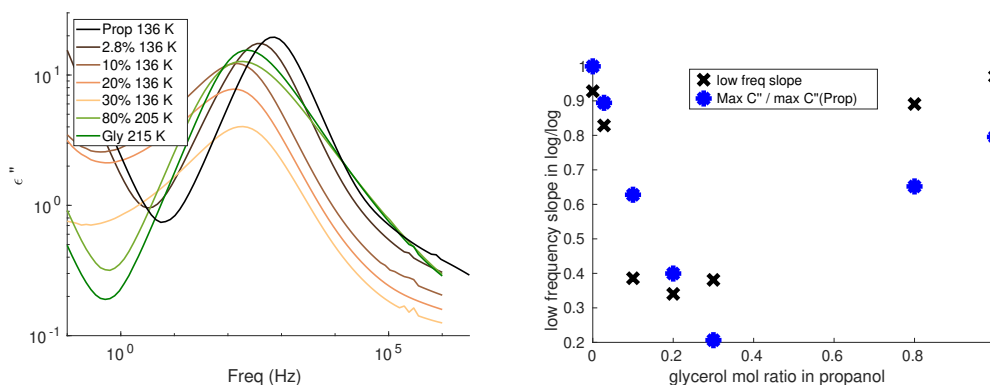 Prop 136 K
2.8% 136 K
10% 136 K
20% 136 K
30% 136 K
80% 205 K
Gly 215 K
10^1
10^0
10^-1
ϵ "
10^0
10^5
Freq (Hz)
low freq slope
Max C" / max C"(Prop)
1
0.9
0.8
0.7
0.6
0.5
0.4
0.3
0.2
low frequency slope in log/log
0
0.2
0.4
0.6
0.8
glycerol mol ratio in propanol